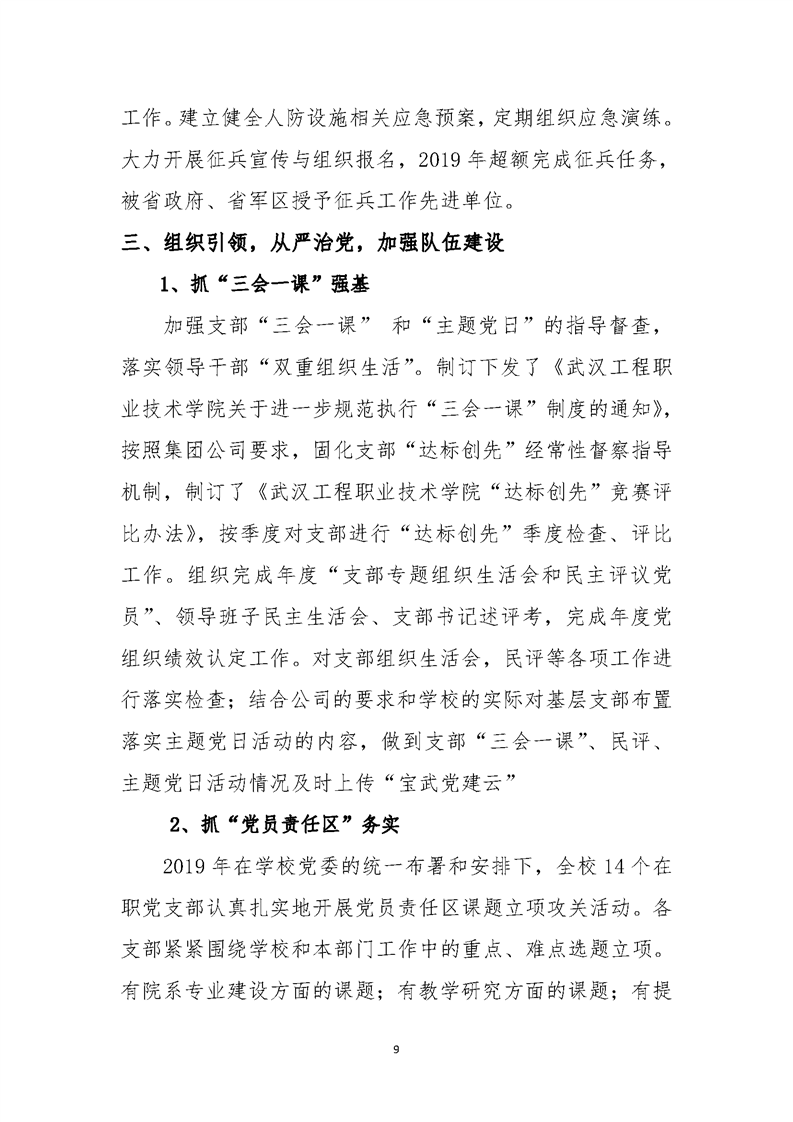 工作。建立健全人防设施相关应急预案，定期组织应急演练。
大力开展征兵宣传与组织报名，2019 年超额完成征兵任务，
被省政府、省军区授予征兵工作先进单位。
三、组织引领，从严治党，加强队伍建设
1、抓“三会一课”强基
加强支部“三会一课” 和“主题党日”的指导督查，
落实领导干部“双重组织生活”。制订下发了《武汉工程职
业技术学院关于进一步规范执行“三会一课”制度的通知》，
按照集团公司要求，固化支部“达标创先”经常性督察指导
机制，制订了《武汉工程职业技术学院“达标创先”竞赛评
比办法》，按季度对支部进行“达标创先”季度检查、评比
工作。组织完成年度“支部专题组织生活会和民主评议党
员”、领导班子民主生活会、支部书记述评考，完成年度党
组织绩效认定工作。对支部组织生活会，民评等各项工作进
行落实检查；结合公司的要求和学校的实际对基层支部布置
落实主题党日活动的内容，做到支部“三会一课”、民评、
主题党日活动情况及时上传“宝武党建云”
2、抓“党员责任区”务实
2019 年在学校党委的统一布署和安排下，全校 14 个在
职党支部认真扎实地开展党员责任区课题立项攻关活动。各
支部紧紧围绕学校和本部门工作中的重点、难点选题立项。
有院系专业建设方面的课题；有教学研究方面的课题；有提
9